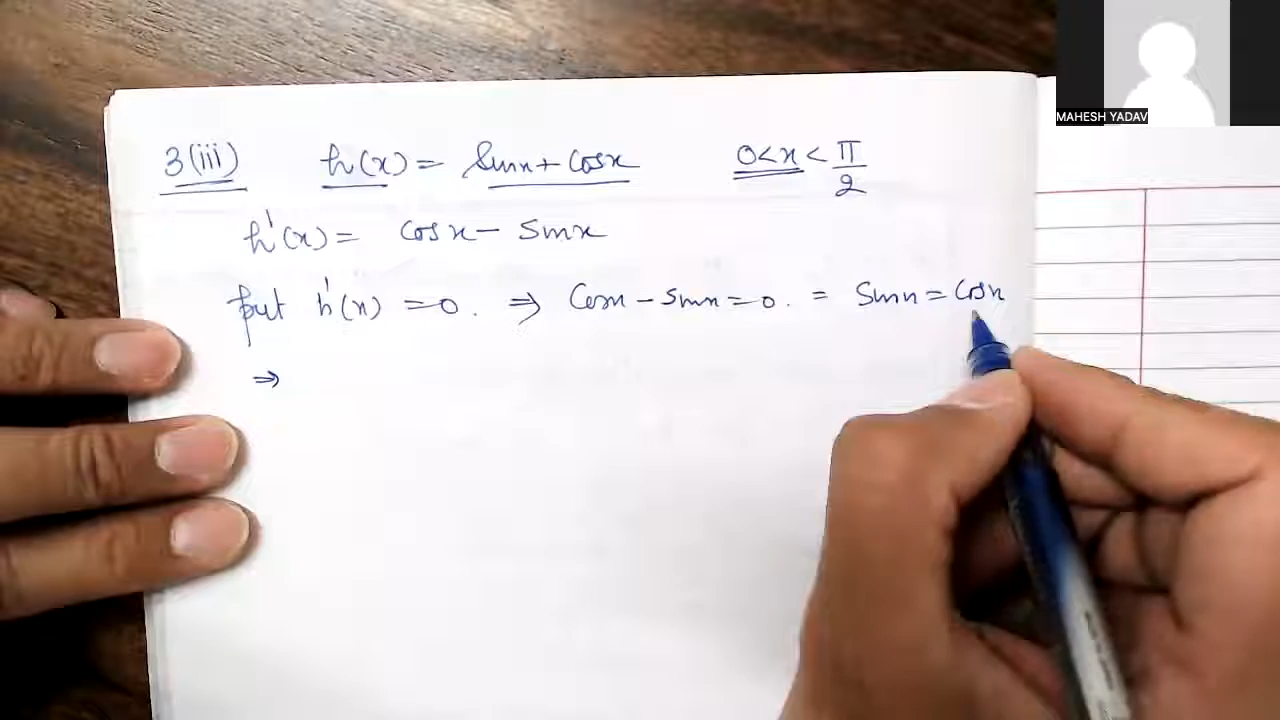 MAHESH YADAV
3(iii) h(x) = Sinx + Cosx 0<x<π/2
h'(x) = Cosx - Sinx
put h'(x) = 0. ⇒ Cosx - Sinx = 0. = Sinx = Cosx
⇒